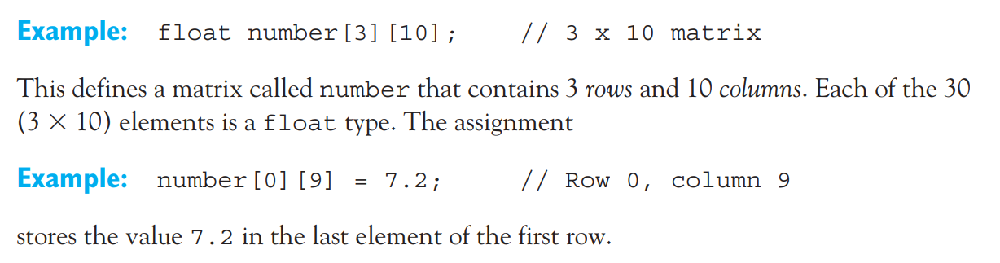 Example: float number[3][10]; // 3 x 10 matrix
This defines a matrix called number that contains 3 rows and 10 columns. Each of the 30
(3 × 10) elements is a float type. The assignment
Example: number[0][9] = 7.2; // Row 0, column 9
stores the value 7.2 in the last element of the first row.